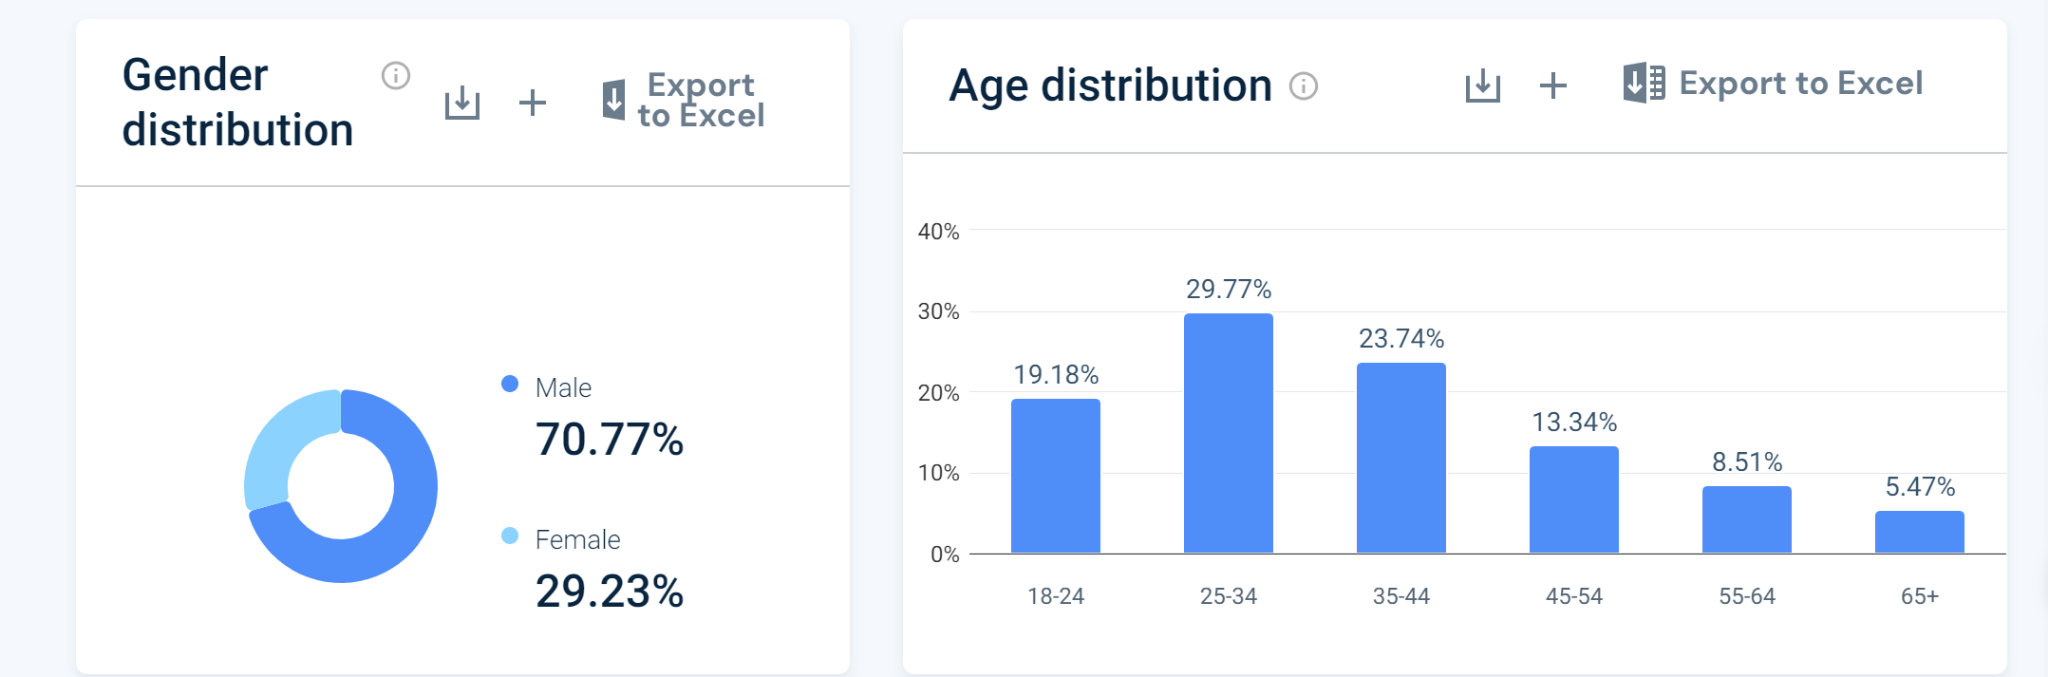 Gender
distribution
Export
to Excel
Male
70.77%
Female
29.23%
Age distribution
Export to Excel
40%
30%
20%
10%
0%
19.18%
29.77%
23.74%
13.34%
8.51%
5.47%
18-24
25-34
35-44
45-54
55-64
65+